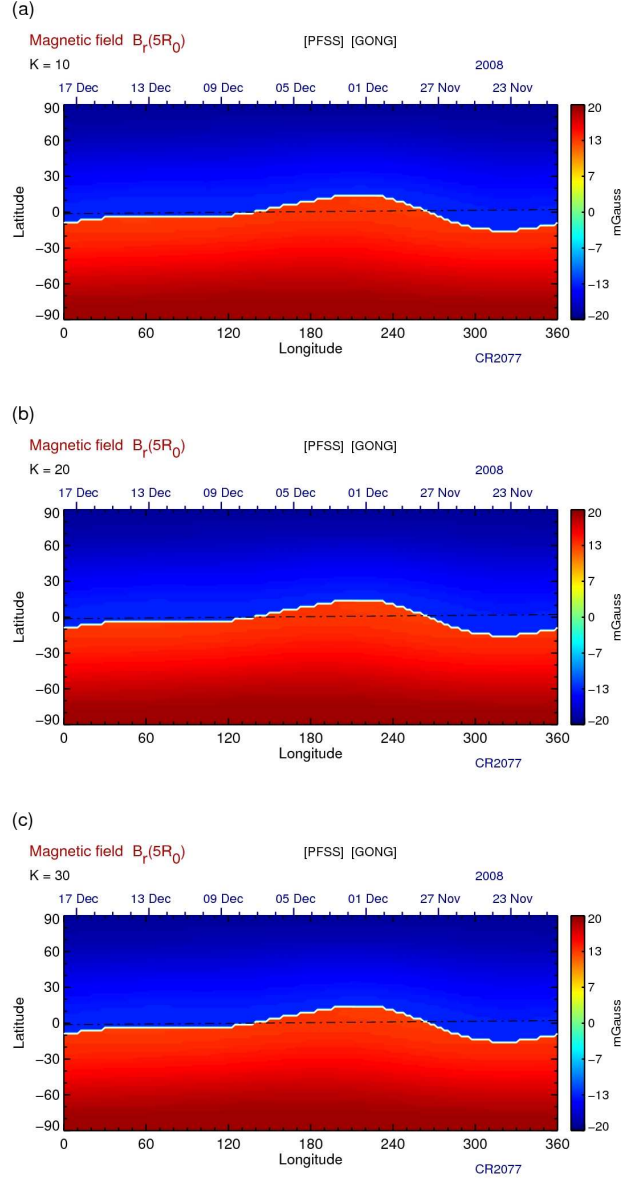 (a)
Magnetic field B_r(5R_0) [PFSS] [GONG]
K = 10 2008
17 Dec 13 Dec 09 Dec 05 Dec 01 Dec 27 Nov 23 Nov
90 20
60 13
30 7
0 0
−30 −7
−60 −13
−90 −20
Latitude
mGauss
0 60 120 180 240 300 360
Longitude
CR2077
(b)
Magnetic field B_r(5R_0) [PFSS] [GONG]
K = 20 2008
17 Dec 13 Dec 09 Dec 05 Dec 01 Dec 27 Nov 23 Nov
90 20
60 13
30 7
0 0
−30 −7
−60 −13
−90 −20
Latitude
mGauss
0 60 120 180 240 300 360
Longitude
CR2077
(c)
Magnetic field B_r(5R_0) [PFSS] [GONG]
K = 30 2008
17 Dec 13 Dec 09 Dec 05 Dec 01 Dec 27 Nov 23 Nov
90 20
60 13
30 7
0 0
−30 −7
−60 −13
−90 −20
Latitude
mGauss
0 60 120 180 240 300 360
Longitude
CR2077